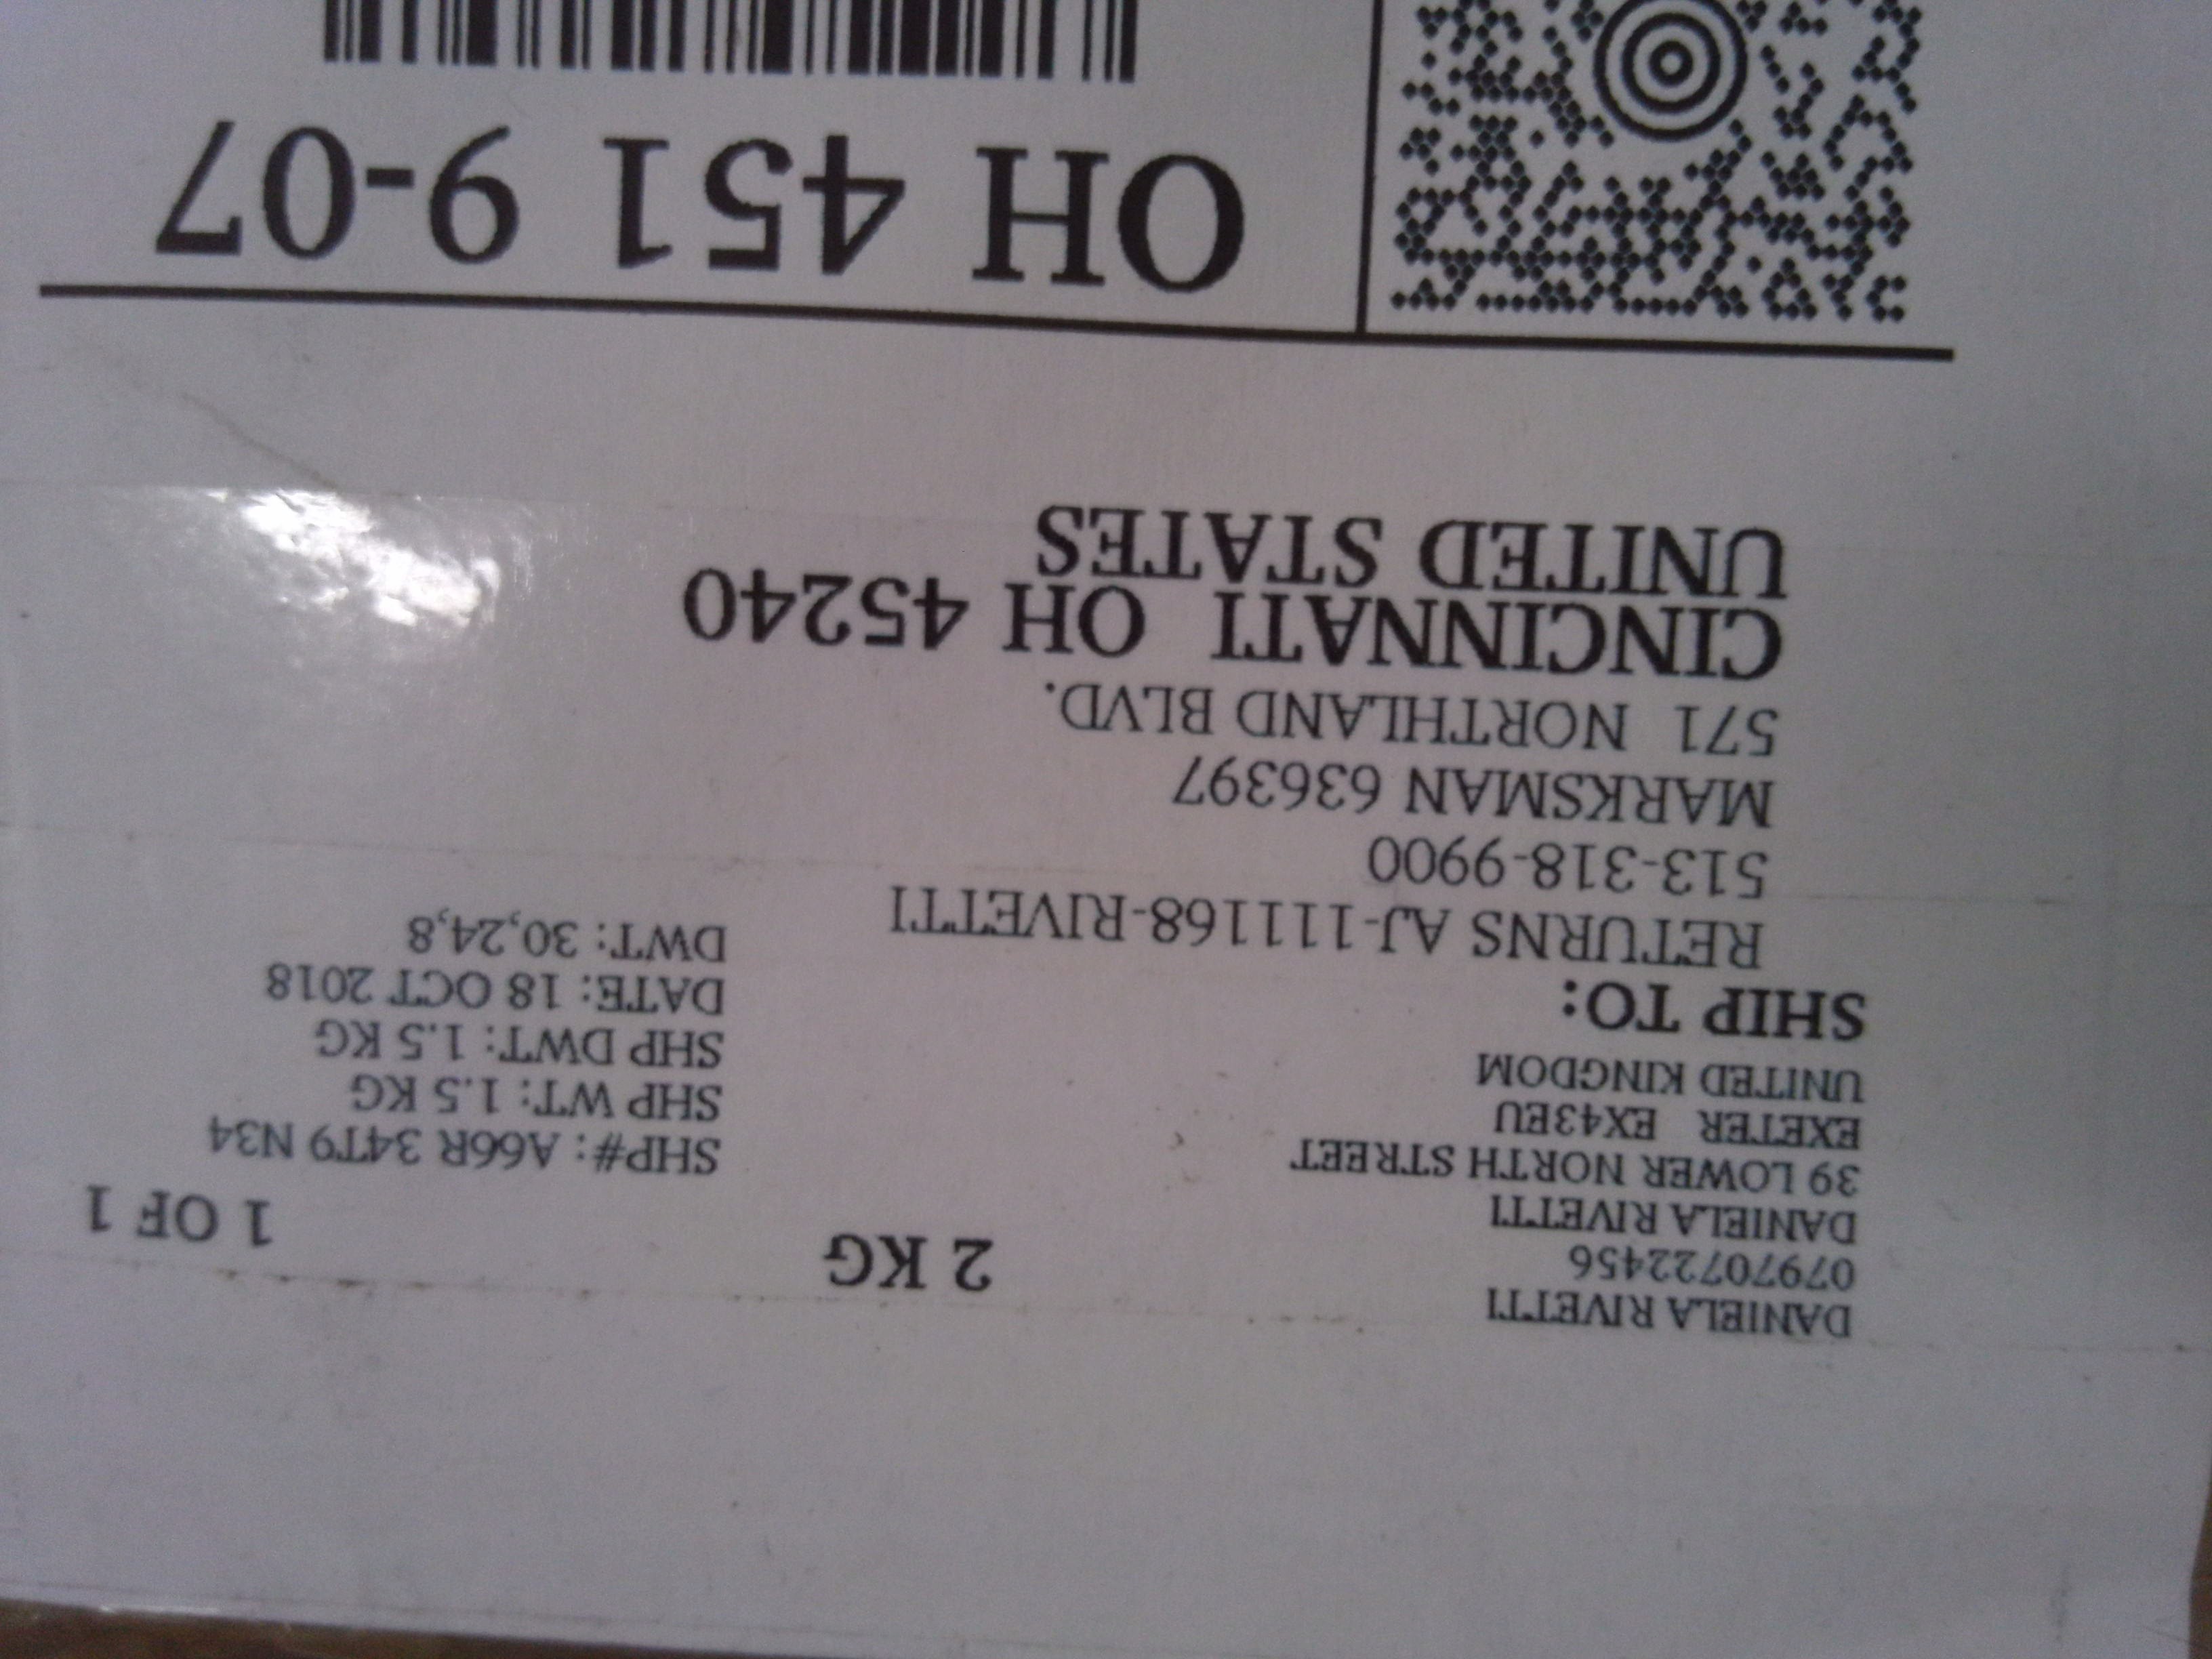 DANIELA RIVETTI
07970722456
DANIELA RIVETTI
39 LOWER NORTH STREET
EXETER EX43EU
UNITED KINGDOM
2 KG
1 OF 1
SHP#: A66R 34T9 N34
SHP WT: 1.5 KG
SHP DWT: 1.5 KG
DATE: 18 OCT 2018
DWT: 30,24,8
SHIP TO:
RETURNS AJ-111168-RIVETTI
513-318-9900
MARKSMAN 636397
571 NORTHLAND BLVD.
CINCINNATI OH 45240
UNITED STATES
OH 451 9-07